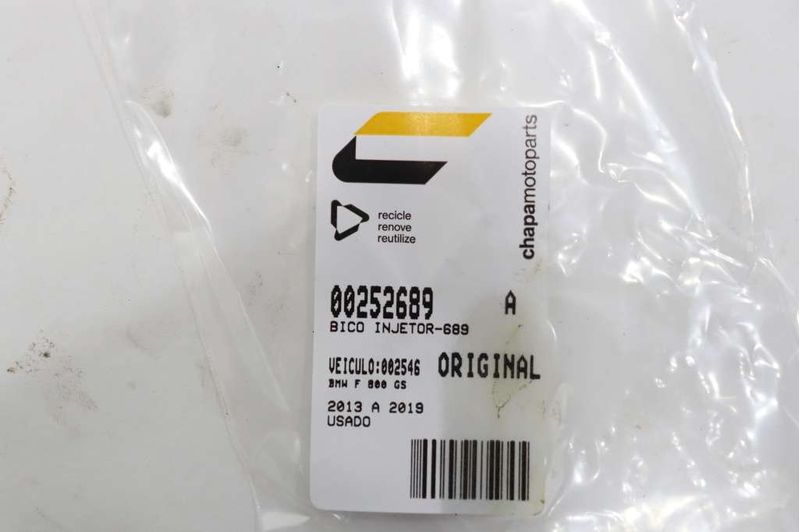 chapamotoparts
recicle
renove
reutilize
00252689 A
BICO INJETOR-689
VEICULO:002546 ORIGINAL
BMW F 800 GS
2013 A 2019
USADO